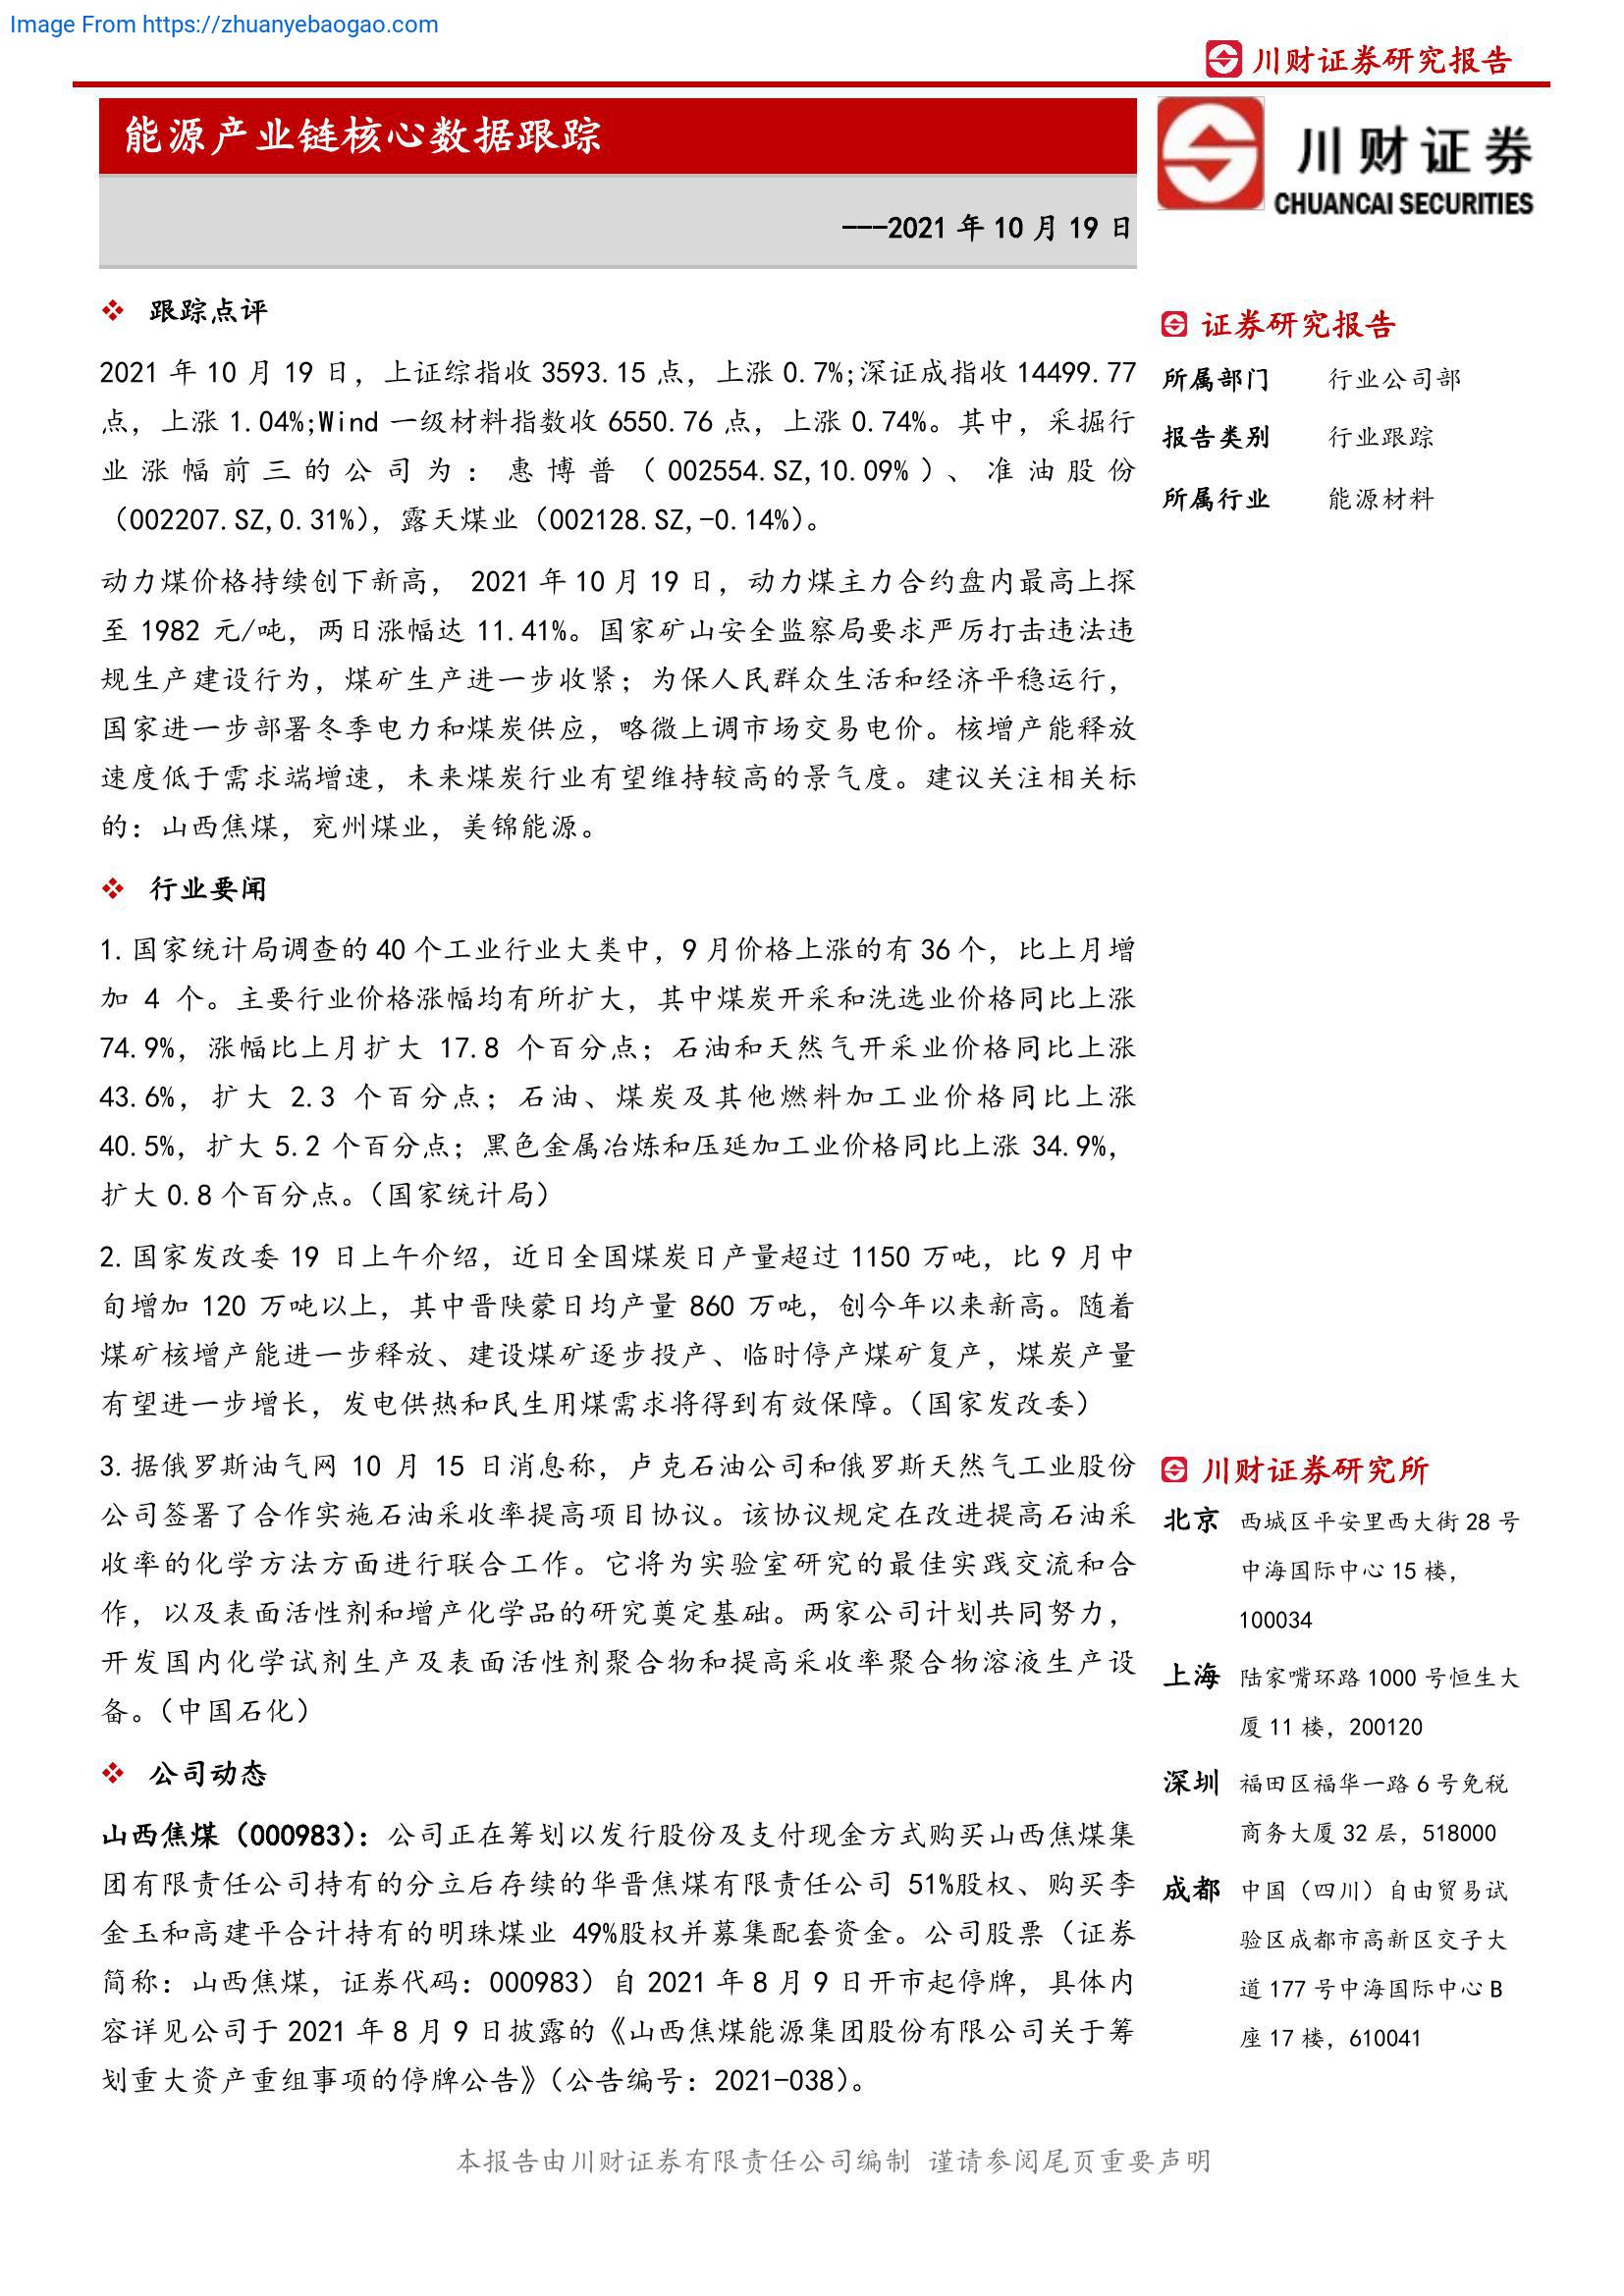 Image From https://zhuanyebaogao.com
川财证券研究报告
能源产业链核心数据跟踪
川财证券
CHUANCAI SECURITIES
---2021 年 10 月 19 日
❖ 跟踪点评
2021 年 10 月 19 日，上证综指收 3593.15 点，上涨 0.7%;深证成指收 14499.77
点，上涨 1.04%;Wind 一级材料指数收 6550.76 点，上涨 0.74%。其中，采掘行
业涨幅前三的公司为：惠博普（002554.SZ,10.09%）、准油股份
（002207.SZ,0.31%），露天煤业（002128.SZ,-0.14%）。
动力煤价格持续创下新高， 2021 年 10 月 19 日，动力煤主力合约盘内最高上探
至 1982 元/吨，两日涨幅达 11.41%。国家矿山安全监察局要求严厉打击违法违
规生产建设行为，煤矿生产进一步收紧；为保人民群众生活和经济平稳运行，
国家进一步部署冬季电力和煤炭供应，略微上调市场交易电价。核增产能释放
速度低于需求端增速，未来煤炭行业有望维持较高的景气度。建议关注相关标
的：山西焦煤，兖州煤业，美锦能源。
❖ 行业要闻
1.国家统计局调查的 40 个工业行业大类中，9 月价格上涨的有 36 个，比上月增
加 4 个。主要行业价格涨幅均有所扩大，其中煤炭开采和洗选业价格同比上涨
74.9%，涨幅比上月扩大 17.8 个百分点；石油和天然气开采业价格同比上涨
43.6%，扩大 2.3 个百分点；石油、煤炭及其他燃料加工业价格同比上涨
40.5%，扩大 5.2 个百分点；黑色金属冶炼和压延加工业价格同比上涨 34.9%，
扩大 0.8 个百分点。（国家统计局）
2.国家发改委 19 日上午介绍，近日全国煤炭日产量超过 1150 万吨，比 9 月中
旬增加 120 万吨以上，其中晋陕蒙日均产量 860 万吨，创今年以来新高。随着
煤矿核增产能进一步释放、建设煤矿逐步投产、临时停产煤矿复产，煤炭产量
有望进一步增长，发电供热和民生用煤需求将得到有效保障。（国家发改委）
3.据俄罗斯油气网 10 月 15 日消息称，卢克石油公司和俄罗斯天然气工业股份
公司签署了合作实施石油采收率提高项目协议。该协议规定在改进提高石油采
收率的化学方法方面进行联合工作。它将为实验室研究的最佳实践交流和合
作，以及表面活性剂和增产化学品的研究奠定基础。两家公司计划共同努力，
开发国内化学试剂生产及表面活性剂聚合物和提高采收率聚合物溶液生产设
备。（中国石化）
❖ 公司动态
山西焦煤（000983）：公司正在筹划以发行股份及支付现金方式购买山西焦煤集
团有限责任公司持有的分立后存续的华晋焦煤有限责任公司 51%股权、购买李
金玉和高建平合计持有的明珠煤业 49%股权并募集配套资金。公司股票（证券
简称：山西焦煤，证券代码：000983）自 2021 年 8 月 9 日开市起停牌，具体内
容详见公司于 2021 年 8 月 9 日披露的《山西焦煤能源集团股份有限公司关于筹
划重大资产重组事项的停牌公告》（公告编号：2021-038）。
证券研究报告
所属部门 行业公司部
报告类别 行业跟踪
所属行业 能源材料
川财证券研究所
北京 西城区平安里西大街 28 号
中海国际中心 15 楼，
100034
上海 陆家嘴环路 1000 号恒生大
厦 11 楼，200120
深圳 福田区福华一路 6 号免税
商务大厦 32 层，518000
成都 中国（四川）自由贸易试
验区成都市高新区交子大
道 177 号中海国际中心 B
座 17 楼，610041
本报告由川财证券有限责任公司编制 谨请参阅尾页重要声明